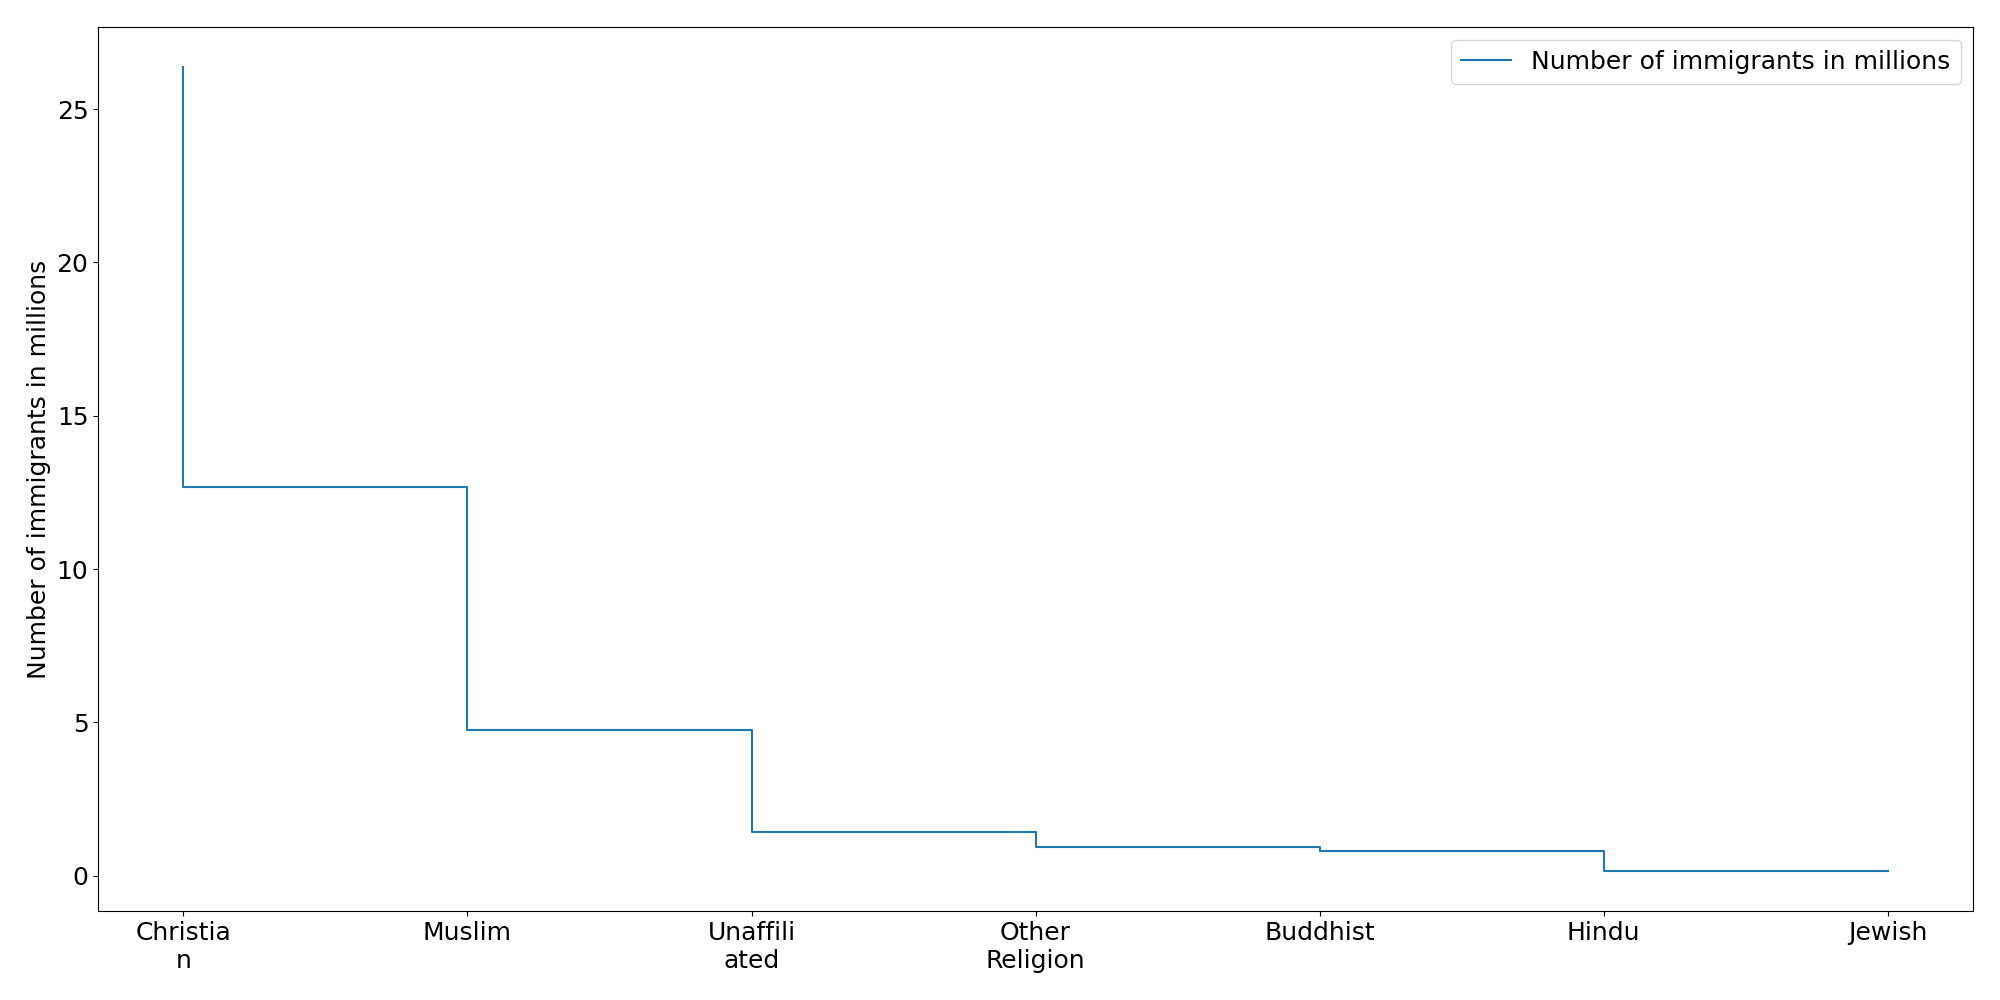 Number of immigrants in millions
Number of immigrants in millions
25
20
15
10
5
0
Christia
n
Muslim
Unaffili
ated
Other
Religion
Buddhist
Hindu
Jewish